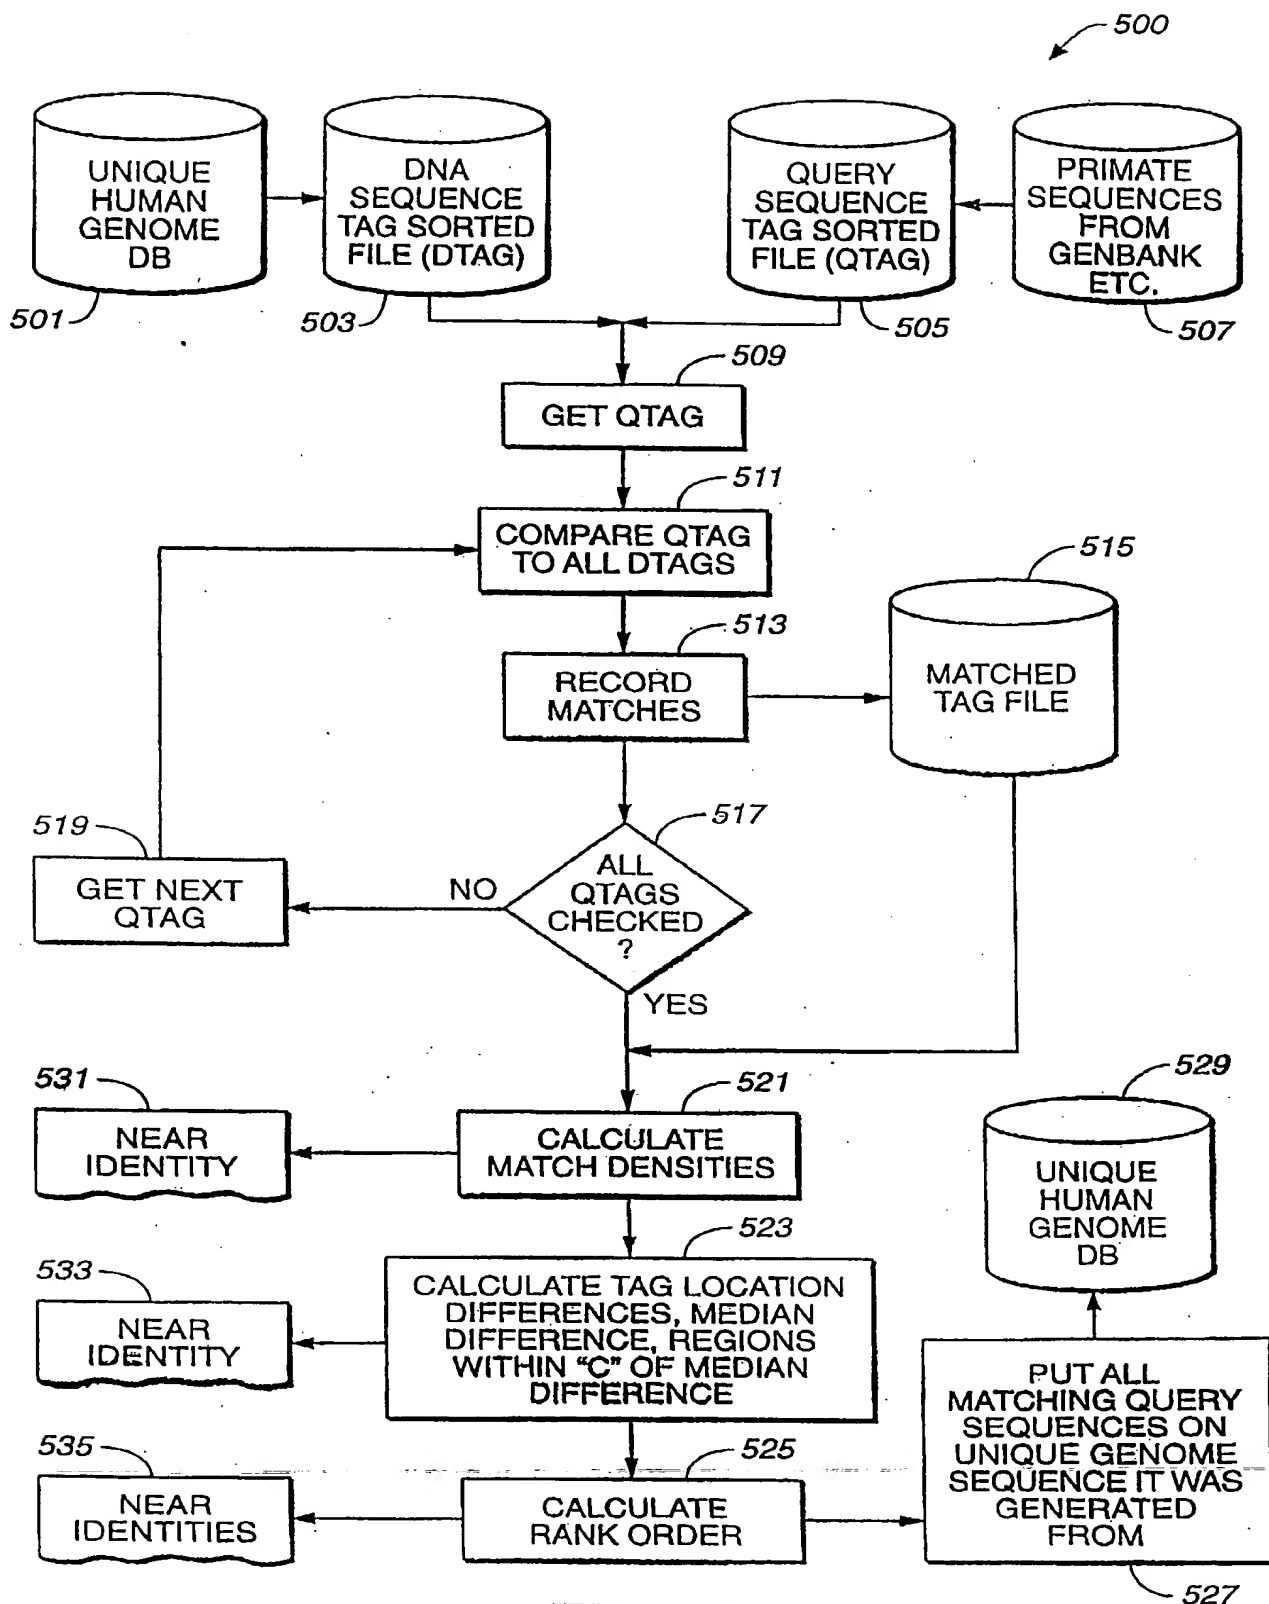 500
UNIQUE
HUMAN
GENOME
DB
501
DNA
SEQUENCE
TAG SORTED
FILE (DTAG)
503
QUERY
SEQUENCE
TAG SORTED
FILE (QTAG)
505
PRIMATE
SEQUENCES
FROM
GENBANK
ETC.
507
509
GET QTAG
511
COMPARE QTAG
TO ALL DTAGS
513
RECORD
MATCHES
515
MATCHED
TAG FILE
517
ALL
QTAGS
CHECKED
?
NO
YES
519
GET NEXT
QTAG
521
CALCULATE
MATCH DENSITIES
531
NEAR
IDENTITY
523
CALCULATE TAG LOCATION
DIFFERENCES, MEDIAN
DIFFERENCE, REGIONS
WITHIN "C" OF MEDIAN
DIFFERENCE
533
NEAR
IDENTITY
525
CALCULATE
RANK ORDER
535
NEAR
IDENTITIES
529
UNIQUE
HUMAN
GENOME
DB
PUT ALL
MATCHING QUERY
SEQUENCES ON
UNIQUE GENOME
SEQUENCE IT WAS
GENERATED
FROM
527